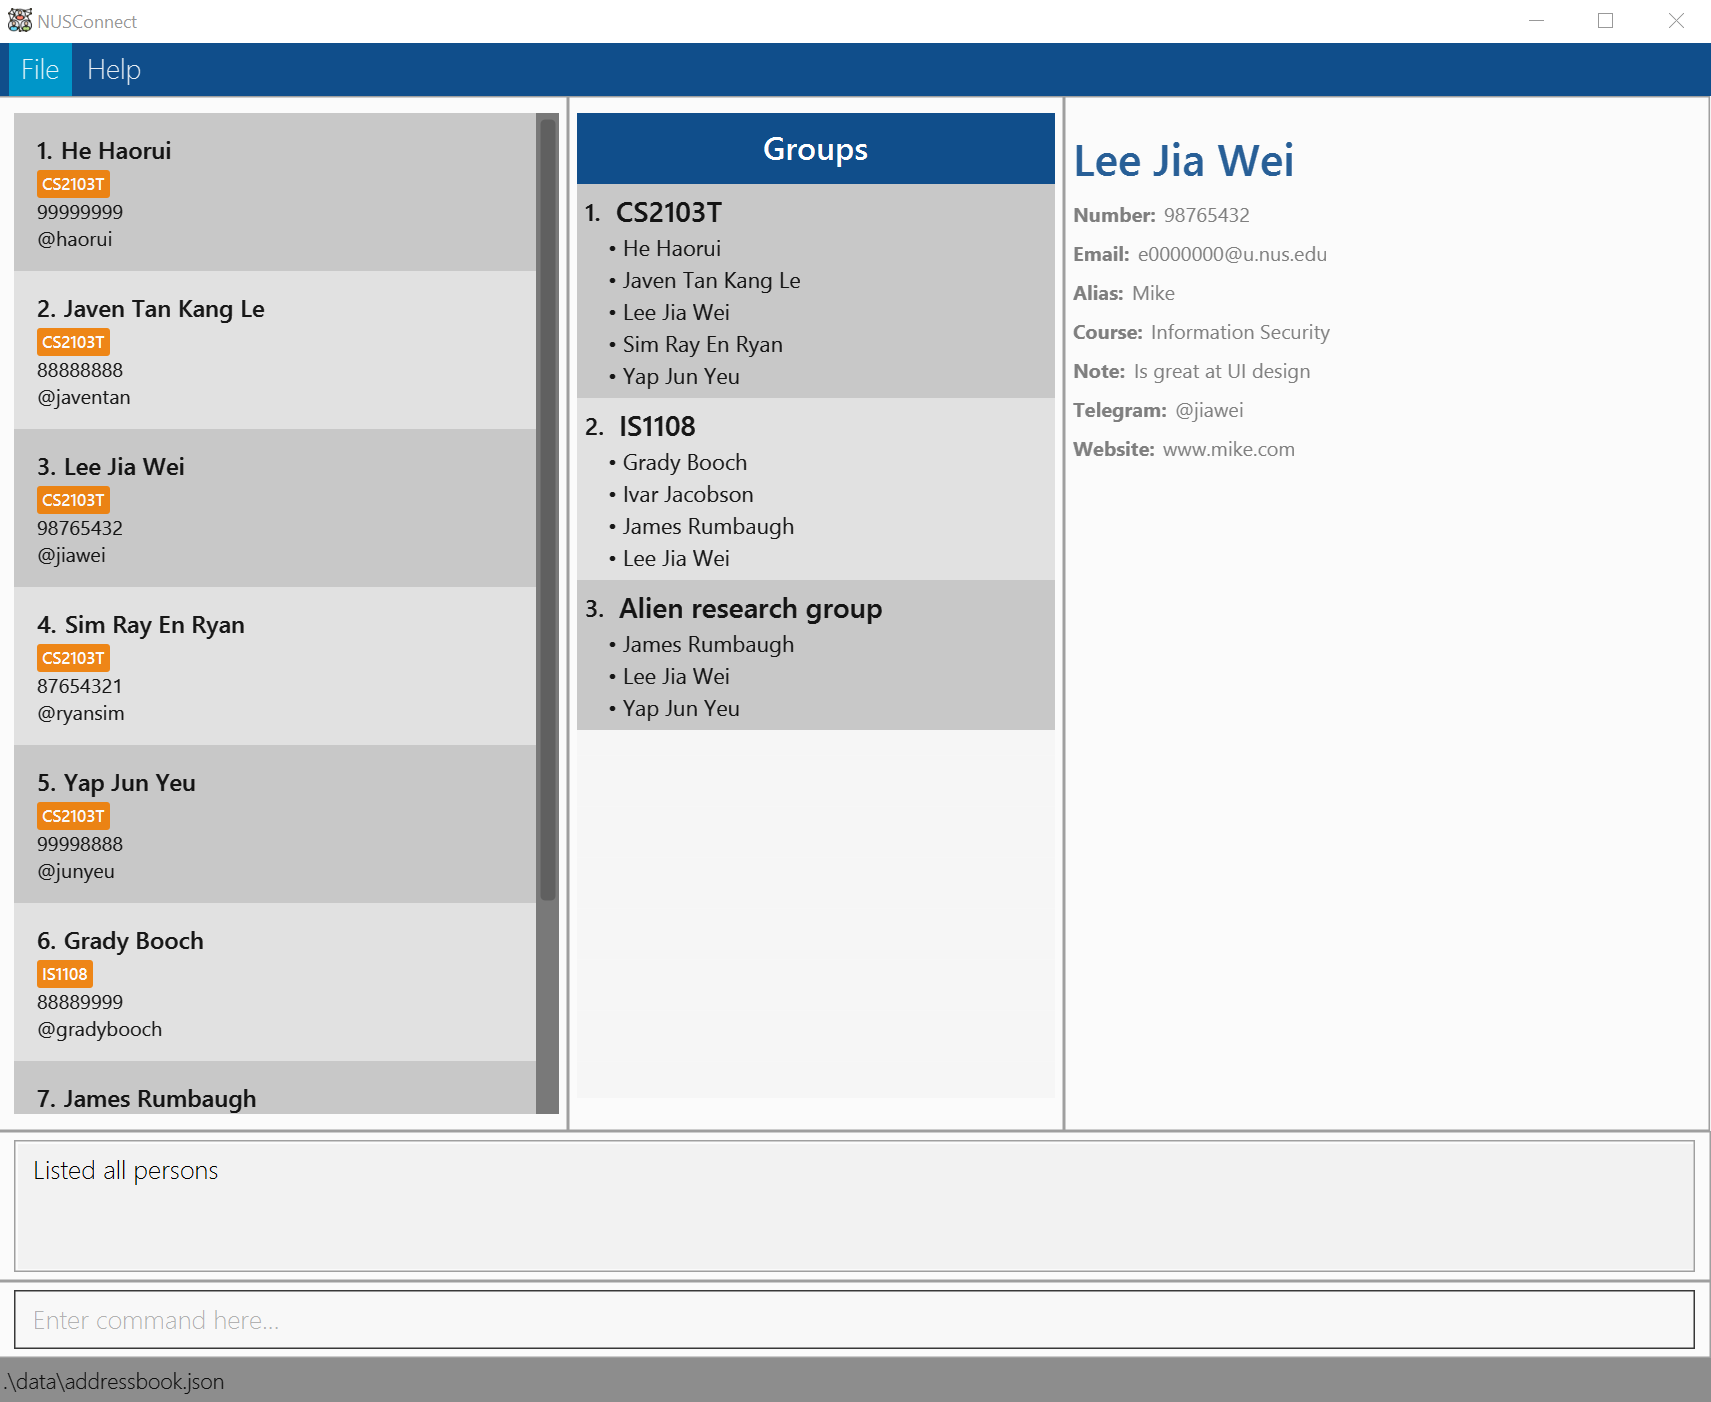 NUSConnect
File Help
1. He Haorui
CS2103T
99999999
@haorui
2. Javen Tan Kang Le
CS2103T
88888888
@javentan
3. Lee Jia Wei
CS2103T
98765432
@jiawei
4. Sim Ray En Ryan
CS2103T
87654321
@ryansim
5. Yap Jun Yeu
CS2103T
99998888
@junyeu
6. Grady Booch
IS1108
88889999
@gradybooch
7. James Rumbaugh
Groups
1. CS2103T
• He Haorui
• Javen Tan Kang Le
• Lee Jia Wei
• Sim Ray En Ryan
• Yap Jun Yeu
2. IS1108
• Grady Booch
• Ivar Jacobson
• James Rumbaugh
• Lee Jia Wei
3. Alien research group
• James Rumbaugh
• Lee Jia Wei
• Yap Jun Yeu
Lee Jia Wei
Number: 98765432
Email: e0000000@u.nus.edu
Alias: Mike
Course: Information Security
Note: Is great at UI design
Telegram: @jiawei
Website: www.mike.com
Listed all persons
Enter command here...
.\data\addressbook.json